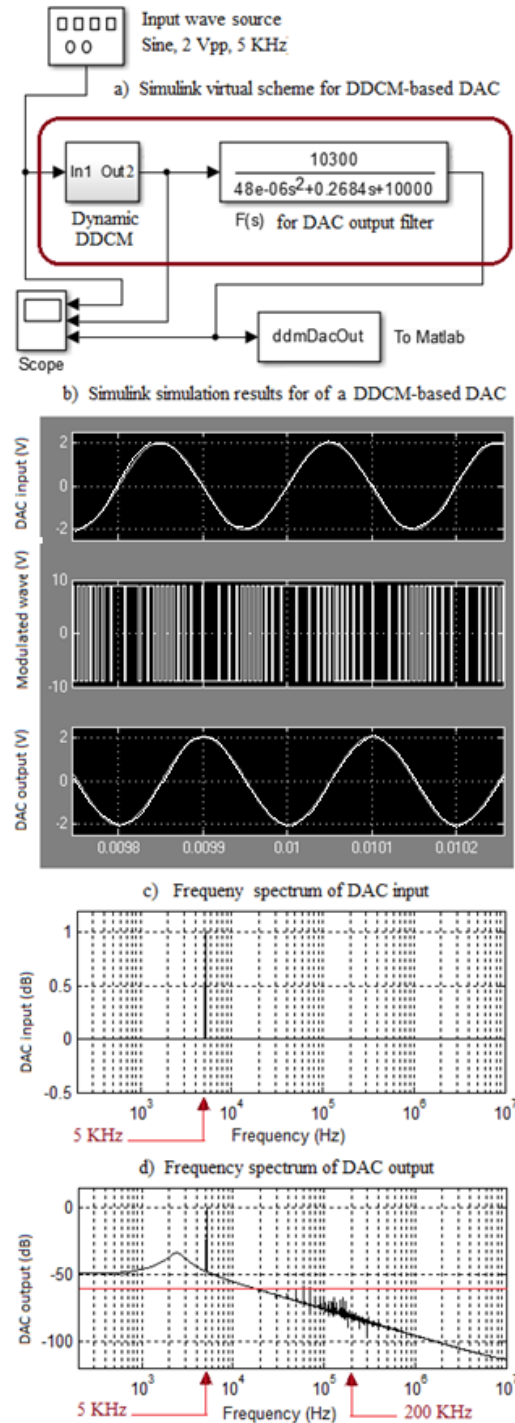 Input wave source
Sine, 2 Vpp, 5 KHz
a) Simulink virtual scheme for DDCM-based DAC
In1 Out2
10300
48e-06s²+0.2684s+10000
Dynamic
DDCM
F(s) for DAC output filter
Scope
ddmDacOut
To Matlab
b) Simulink simulation results for of a DDCM-based DAC
DAC input (V)
2
0
-2
Modulated wave (V)
10
0
-10
DAC output (V)
2
0
-2
0.0098 0.0099 0.01 0.0101 0.0102
c) Frequeny spectrum of DAC input
DAC input (dB)
1
0.5
0
-0.5
10³ 10⁴ 10⁵ 10⁶ 10⁷
5 KHz
Frequency (Hz)
d) Frequency spectrum of DAC output
DAC output (dB)
0
-50
-100
10³ 10⁴ 10⁵ 10⁶ 10⁷
5 KHz
Frequency (Hz)
200 KHz